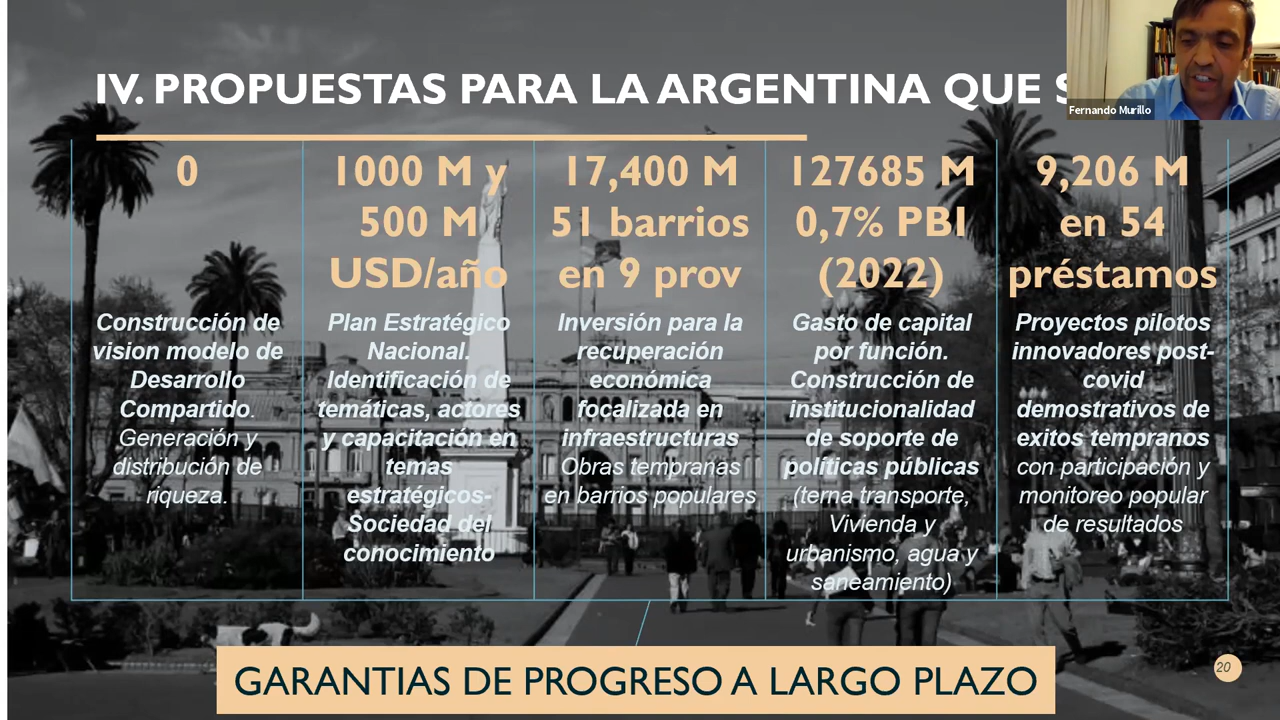 IV. PROPUESTAS PARA LA ARGENTINA QUE
Fernando Murillo
0
Construcción de
vision modelo de
Desarrollo
Compartido.
Generación y
distribución de
riqueza.
1000 M y
500 M
USD/año
Plan Estratégico
Nacional.
Identificación de
temáticas, actores
y capacitación en
temas
estratégicos-
Sociedad del
conocimiento
17,400 M
51 barrios
en 9 prov
Inversión para la
recuperación
económica
focalizada en
infraestructuras
Obras tempranas
en barrios populares
127685 M
0,7% PBI
(2022)
Gasto de capital
por función.
Construcción de
institucionalidad
de soporte de
políticas públicas
(terna transporte,
Vivienda y
urbanismo, agua y
saneamiento)
9,206 M
en 54
préstamos
Proyectos pilotos
innovadores post-
covid
demostrativos de
exitos tempranos
con participación y
monitoreo popular
de resultados
GARANTIAS DE PROGRESO A LARGO PLAZO
20